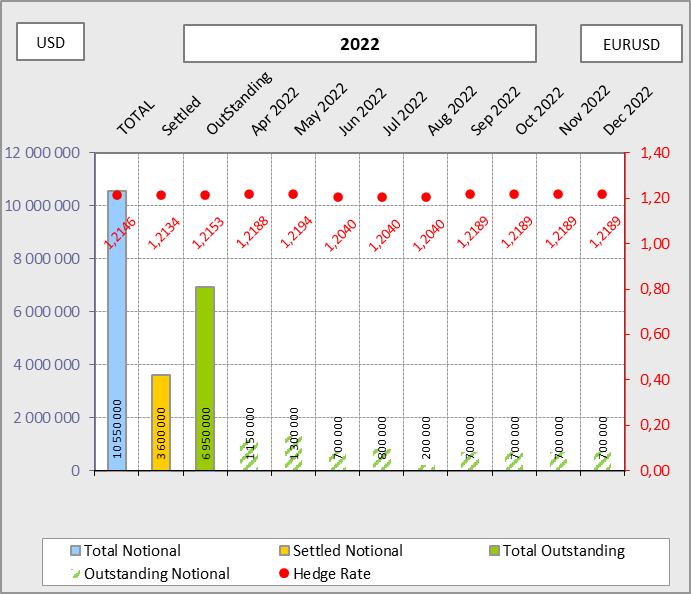 USD
2022
EURUSD
TOTAL
Settled
OutStanding
Apr 2022
May 2022
Jun 2022
Jul 2022
Aug 2022
Sep 2022
Oct 2022
Nov 2022
Dec 2022
12 000 000
10 000 000
8 000 000
6 000 000
4 000 000
2 000 000
0
1,2146
1,2134
1,2153
1,2188
1,2194
1,2040
1,2040
1,2040
1,2189
1,2189
1,2189
1,2189
10 550 000
3 600 000
6 950 000
1 150 000
1 300 000
700 000
800 000
200 000
700 000
700 000
700 000
700 000
1,40
1,20
1,00
0,80
0,60
0,40
0,20
0,00
Total Notional
Settled Notional
Total Outstanding
Outstanding Notional
Hedge Rate